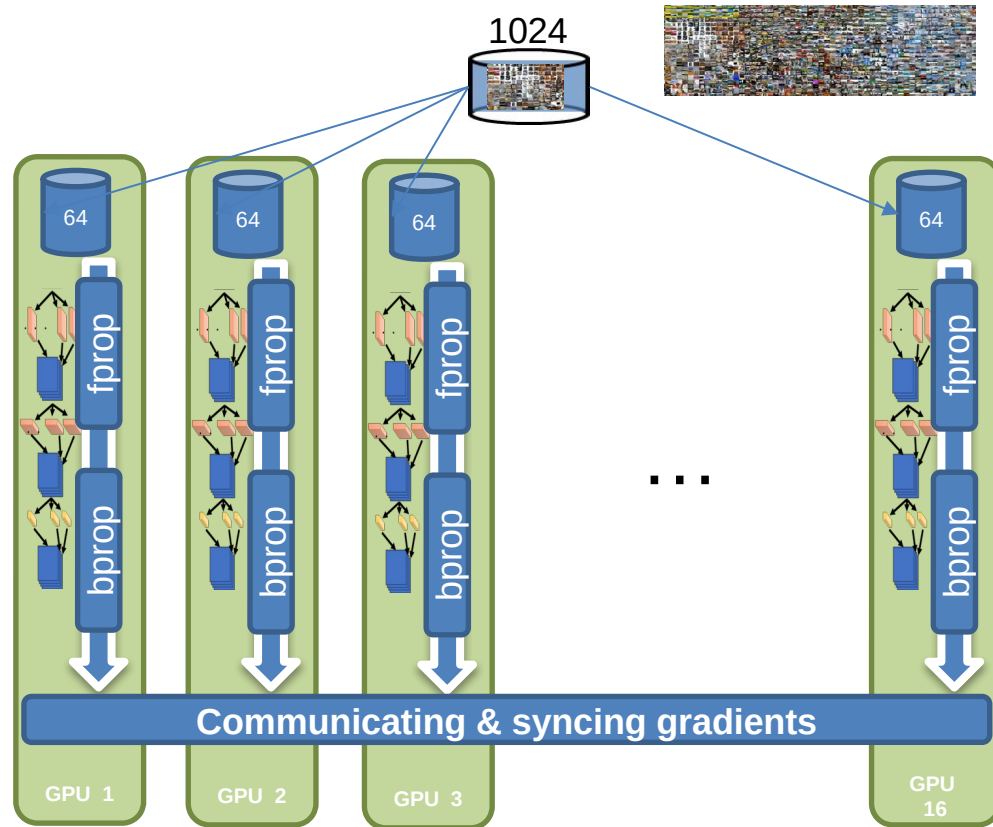 1024
64
64
64
64
fprop
fprop
fprop
fprop
. . .
bprop
bprop
bprop
bprop
Communicating & syncing gradients
GPU 1
GPU 2
GPU 3
GPU
16